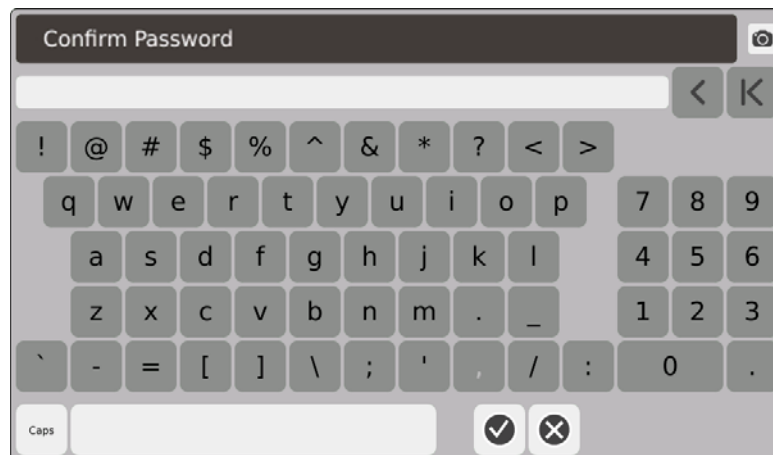 Confirm Password
! @ # $ % ^ & * ? < >
q w e r t y u i o p 7 8 9
a s d f g h j k l 4 5 6
z x c v b n m . _ 1 2 3
` - = [ ] \ ; ' , / : 0 .
Caps